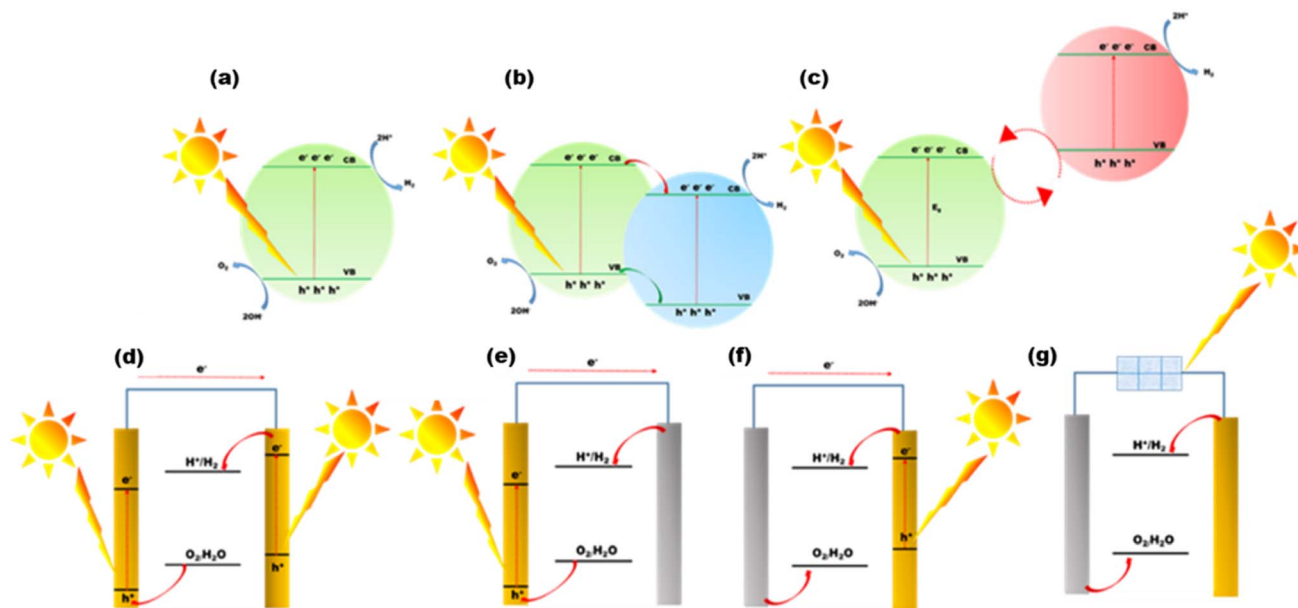 (a)
2H⁺
e⁻ e⁻ e⁻ CB
H₂
O₂
VB
h⁺ h⁺ h⁺
2OH⁻
(b)
e⁻ e⁻ e⁻ CB
2H⁺
e⁻ e⁻ e⁻ CB
H₂
O₂
VB
h⁺ h⁺ h⁺
2OH⁻
VB
h⁺ h⁺ h⁺
(c)
2H⁺
e⁻ e⁻ e⁻ CB
H₂
VB
h⁺ h⁺ h⁺
e⁻ e⁻ e⁻ CB
O₂
VB
h⁺ h⁺ h⁺
2OH⁻
(d)
e⁻
e⁻
H⁺/H₂
e⁻
O₂/H₂O
h⁺
h⁺
(e)
e⁻
H⁺/H₂
e⁻
O₂/H₂O
h⁺
(f)
e⁻
e⁻
H⁺/H₂
h⁺
O₂/H₂O
(g)
H⁺/H₂
O₂/H₂O